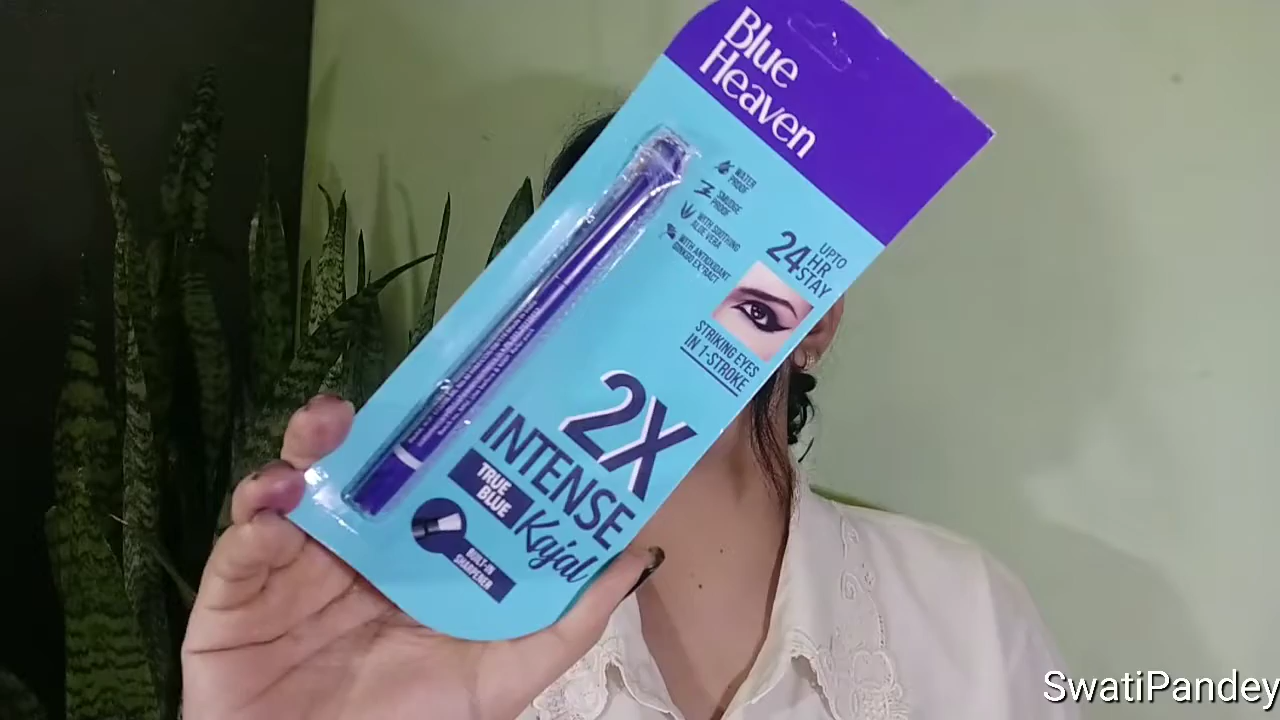 Blue
Heaven
WATER
PROOF
SMUDGE
PROOF
WITH SOOTHING
ALOE VERA
WITH ANTIOXIDANT
GINKGO EXTRACT
UPTO
24 HR
STAY
STRIKING EYES
IN 1-STROKE
2X
INTENSE
TRUE
BLUE
Kajal
BUILT-IN
SHARPENER
SwatiPandey